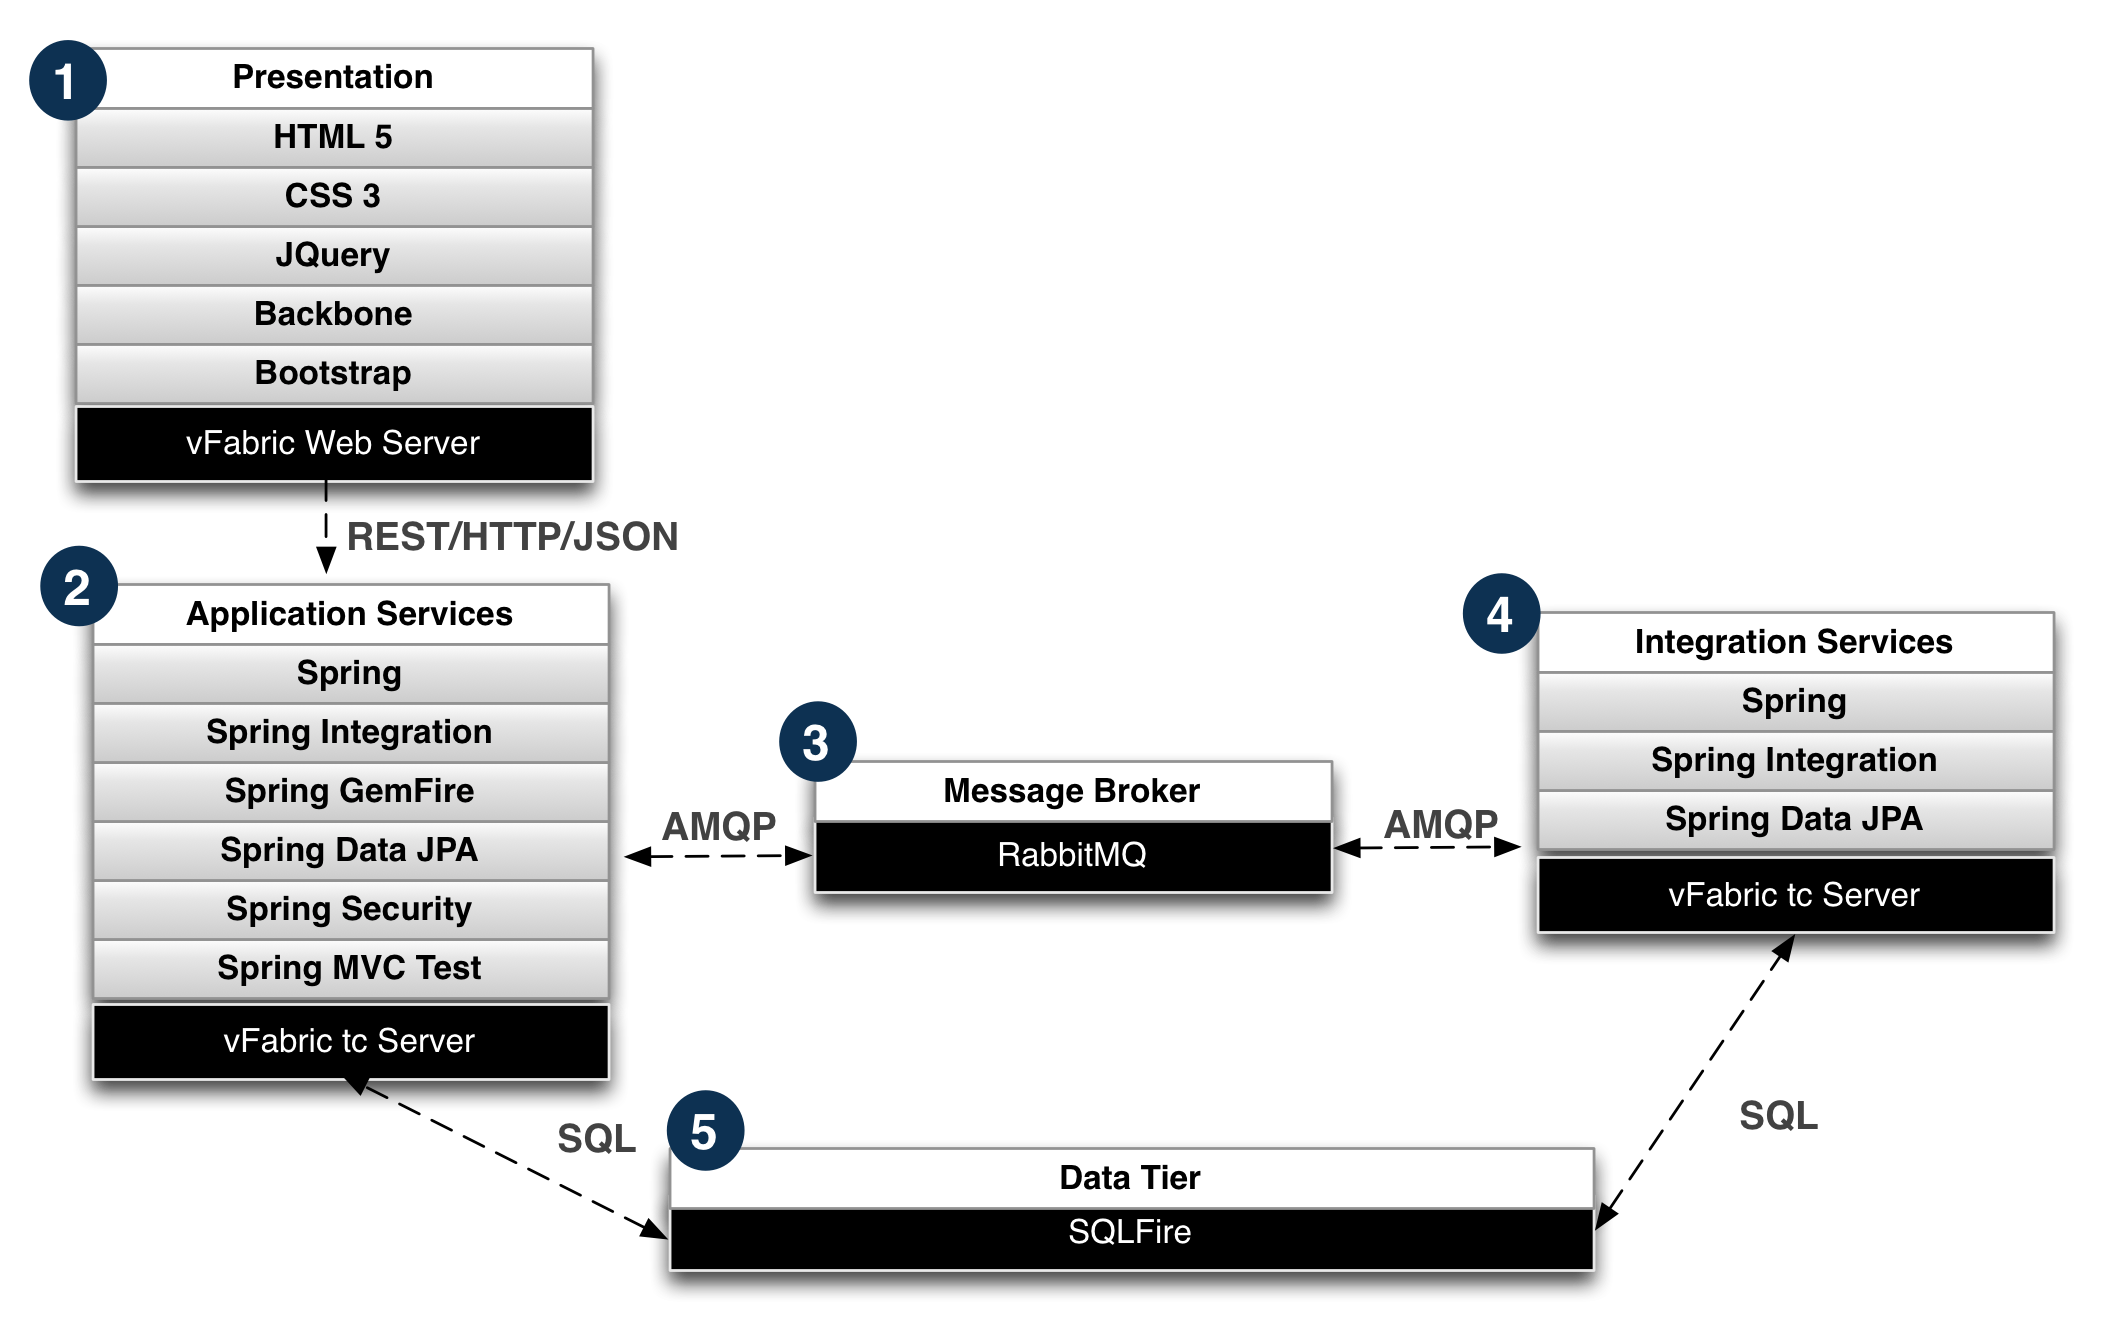 1
Presentation
HTML 5
CSS 3
JQuery
Backbone
Bootstrap
vFabric Web Server
REST/HTTP/JSON
2
Application Services
Spring
Spring Integration
Spring GemFire
Spring Data JPA
Spring Security
Spring MVC Test
vFabric tc Server
AMQP
3
Message Broker
RabbitMQ
AMQP
4
Integration Services
Spring
Spring Integration
Spring Data JPA
vFabric tc Server
SQL
5
Data Tier
SQLFire
SQL